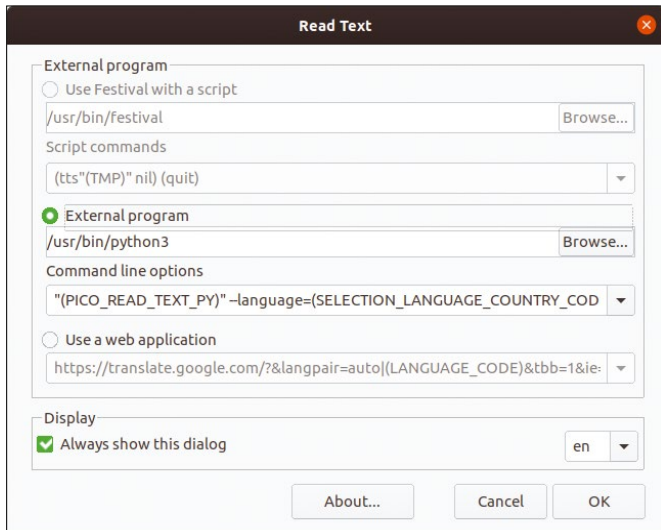 Read Text
External program
Use Festival with a script
/usr/bin/festival
Browse...
Script commands
(tts"(TMP)" nil) (quit)
External program
/usr/bin/python3
Browse...
Command line options
"(PICO_READ_TEXT_PY)" --language=(SELECTION_LANGUAGE_COUNTRY_COD
Use a web application
https://translate.google.com/?&langpair=auto|(LANGUAGE_CODE)&tbb=1&ie=
Display
Always show this dialog
en
About...
Cancel
OK